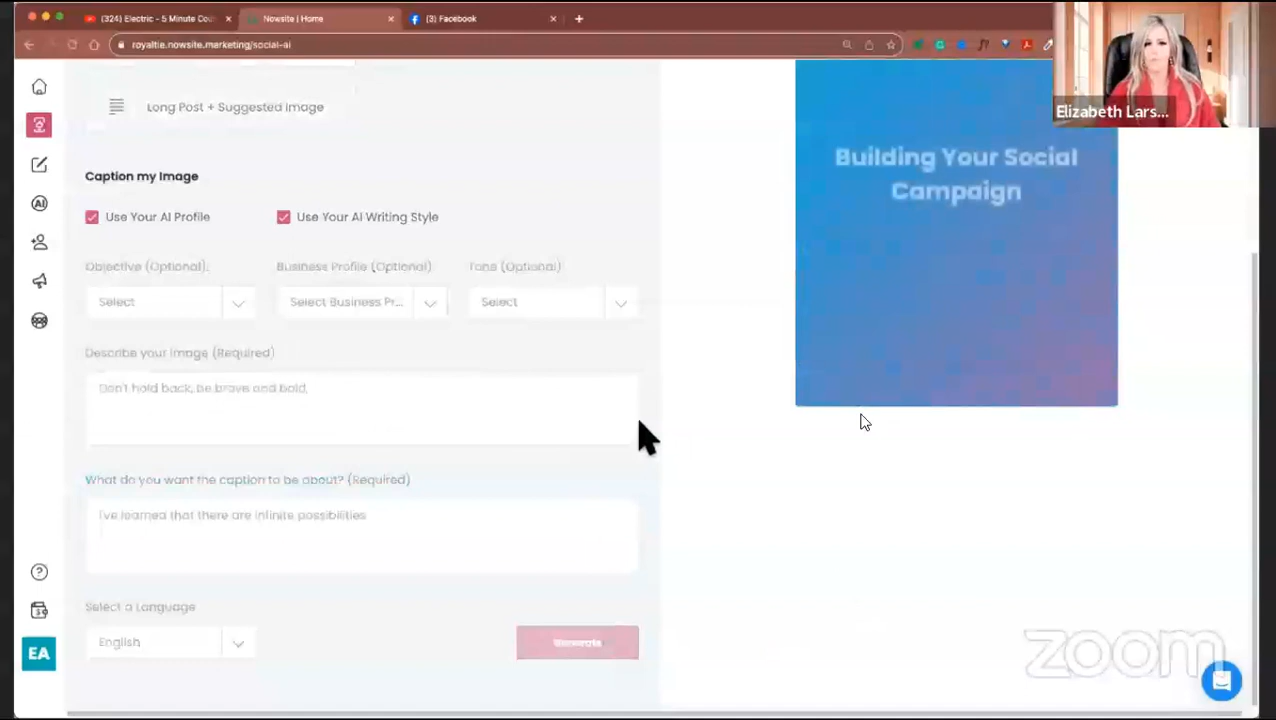 (324) Electric - 5 Minute Cou
Nowsite | Home
(3) Facebook
royaltie.nowsite.marketing/social-ai
Elizabeth Lars...
Long Post + Suggested Image
Building Your Social
Campaign
Caption my Image
Use Your AI Profile
Use Your AI Writing Style
Objective (Optional):
Business Profile (Optional)
Tone (Optional)
Select
Select Business Pr...
Select
Describe your image (Required)
Don't hold back, be brave and bold,
What do you want the caption to be about? (Required)
I've learned that there are infinite possibilities
Select a Language
English
Generate
AI
EA
zoom